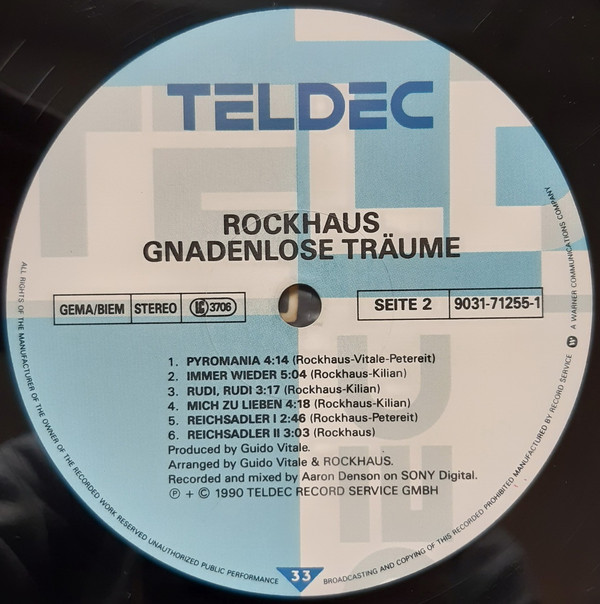 TELDEC
ROCKHAUS
GNADENLOSE TRÄUME
GEMA/BIEM STEREO LC 3706
SEITE 2 9031-71255-1
1. PYROMANIA 4:14 (Rockhaus-Vitale-Petereit)
2. IMMER WIEDER 5:04 (Rockhaus-Kilian)
3. RUDI, RUDI 3:17 (Rockhaus-Kilian)
4. MICH ZU LIEBEN 4:18 (Rockhaus-Kilian)
5. REICHSADLER I 2:46 (Rockhaus-Petereit)
6. REICHSADLER II 3:03 (Rockhaus)
Produced by Guido Vitale.
Arranged by Guido Vitale & ROCKHAUS.
Recorded and mixed by Aaron Denson on SONY Digital.
℗ + © 1990 TELDEC RECORD SERVICE GMBH
ALL RIGHTS OF THE MANUFACTURER OF THE OWNER OF THE RECORDED WORK RESERVED UNAUTHORIZED PUBLIC PERFORMANCE
33
BROADCASTING AND COPYING OF THIS RECORD PROHIBITED MANUFACTURED BY RECORD SERVICE W A WARNER COMMUNICATIONS COMPANY